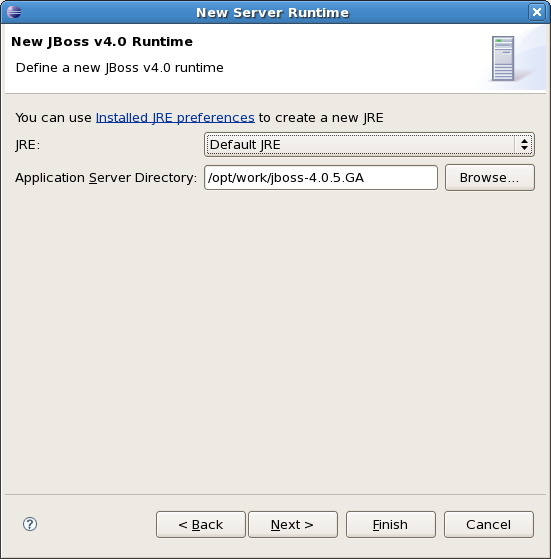 New Server Runtime
New JBoss v4.0 Runtime
Define a new JBoss v4.0 runtime
You can use Installed JRE preferences to create a new JRE
JRE: Default JRE
Application Server Directory: /opt/work/jboss-4.0.5.GA Browse...
? < Back Next > Finish Cancel